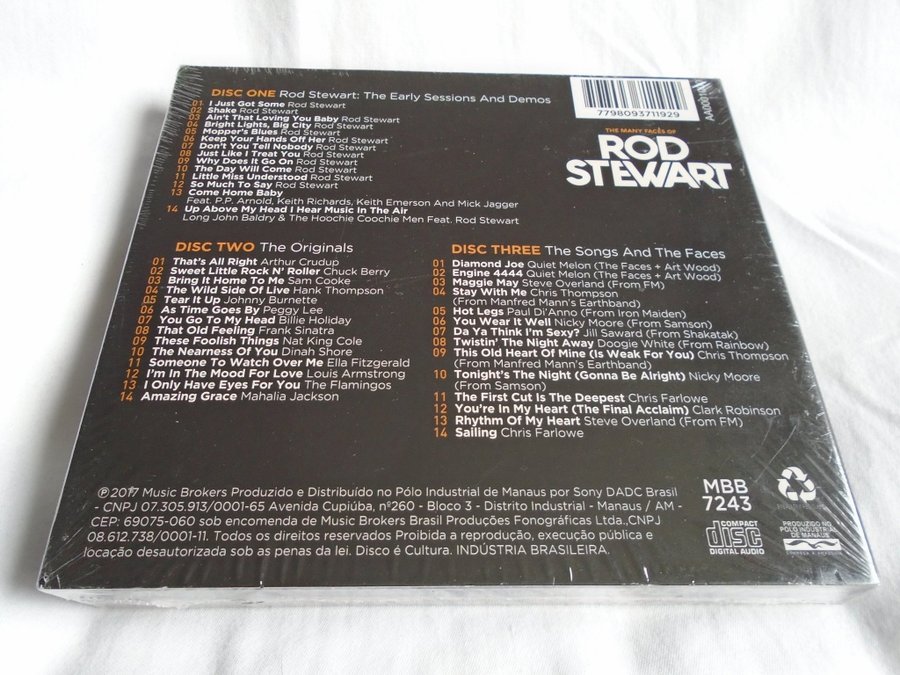 DISC ONE Rod Stewart: The Early Sessions And Demos
01 I Just Got Some Rod Stewart
02 Shake Rod Stewart
03 Ain't That Loving You Baby Rod Stewart
04 Bright Lights, Big City Rod Stewart
05 Mopper's Blues Rod Stewart
06 Keep Your Hands Off Her Rod Stewart
07 Don't You Tell Nobody Rod Stewart
08 Just Like I Treat You Rod Stewart
09 Why Does It Go On Rod Stewart
10 The Day Will Come Rod Stewart
11 Little Miss Understood Rod Stewart
12 So Much To Say Rod Stewart
13 Come Home Baby
Feat. P.P. Arnold, Keith Richards, Keith Emerson And Mick Jagger
14 Up Above My Head I Hear Music In The Air
Long John Baldry & The Hoochie Coochie Men Feat. Rod Stewart
7798093711929
THE MANY FACES OF
ROD
STEWART
DISC TWO The Originals
01 That's All Right Arthur Crudup
02 Sweet Little Rock N' Roller Chuck Berry
03 Bring It Home To Me Sam Cooke
04 The Wild Side Of Live Hank Thompson
05 Tear It Up Johnny Burnette
06 As Time Goes By Peggy Lee
07 You Go To My Head Billie Holiday
08 That Old Feeling Frank Sinatra
09 These Foolish Things Nat King Cole
10 The Nearness Of You Dinah Shore
11 Someone To Watch Over Me Ella Fitzgerald
12 I'm In The Mood For Love Louis Armstrong
13 I Only Have Eyes For You The Flamingos
14 Amazing Grace Mahalia Jackson
DISC THREE The Songs And The Faces
01 Diamond Joe Quiet Melon (The Faces + Art Wood)
02 Engine 4444 Quiet Melon (The Faces + Art Wood)
03 Maggie May Steve Overland (From FM)
04 Stay With Me Chris Thompson
(From Manfred Mann's Earthband)
05 Hot Legs Paul Di'Anno (From Iron Maiden)
06 You Wear It Well Nicky Moore (From Samson)
07 Da Ya Think I'm Sexy? Jill Saward (From Shakatak)
08 Twistin' The Night Away Doogie White (From Rainbow)
09 This Old Heart Of Mine (Is Weak For You) Chris Thompson
(From Manfred Mann's Earthband)
10 Tonight's The Night (Gonna Be Alright) Nicky Moore
(From Samson)
11 The First Cut Is The Deepest Chris Farlowe
12 You're In My Heart (The Final Acclaim) Clark Robinson
13 Rhythm Of My Heart Steve Overland (From FM)
14 Sailing Chris Farlowe
℗2017 Music Brokers Produzido e Distribuído no Pólo Industrial de Manaus por Sony DADC Brasil
- CNPJ 07.305.913/0001-65 Avenida Cupiúba, nº260 - Bloco 3 - Distrito Industrial - Manaus / AM -
CEP: 69075-060 sob encomenda de Music Brokers Brasil Produções Fonográficas Ltda.,CNPJ
08.612.738/0001-11. Todos os direitos reservados Proibida a reprodução, execução pública e
locação desautorizada sob as penas da lei. Disco é Cultura. INDÚSTRIA BRASILEIRA.
MBB
7243
COMPACT
disc
DIGITAL AUDIO
PRODUZIDO NO
PÓLO INDUSTRIAL
DE MANAUS